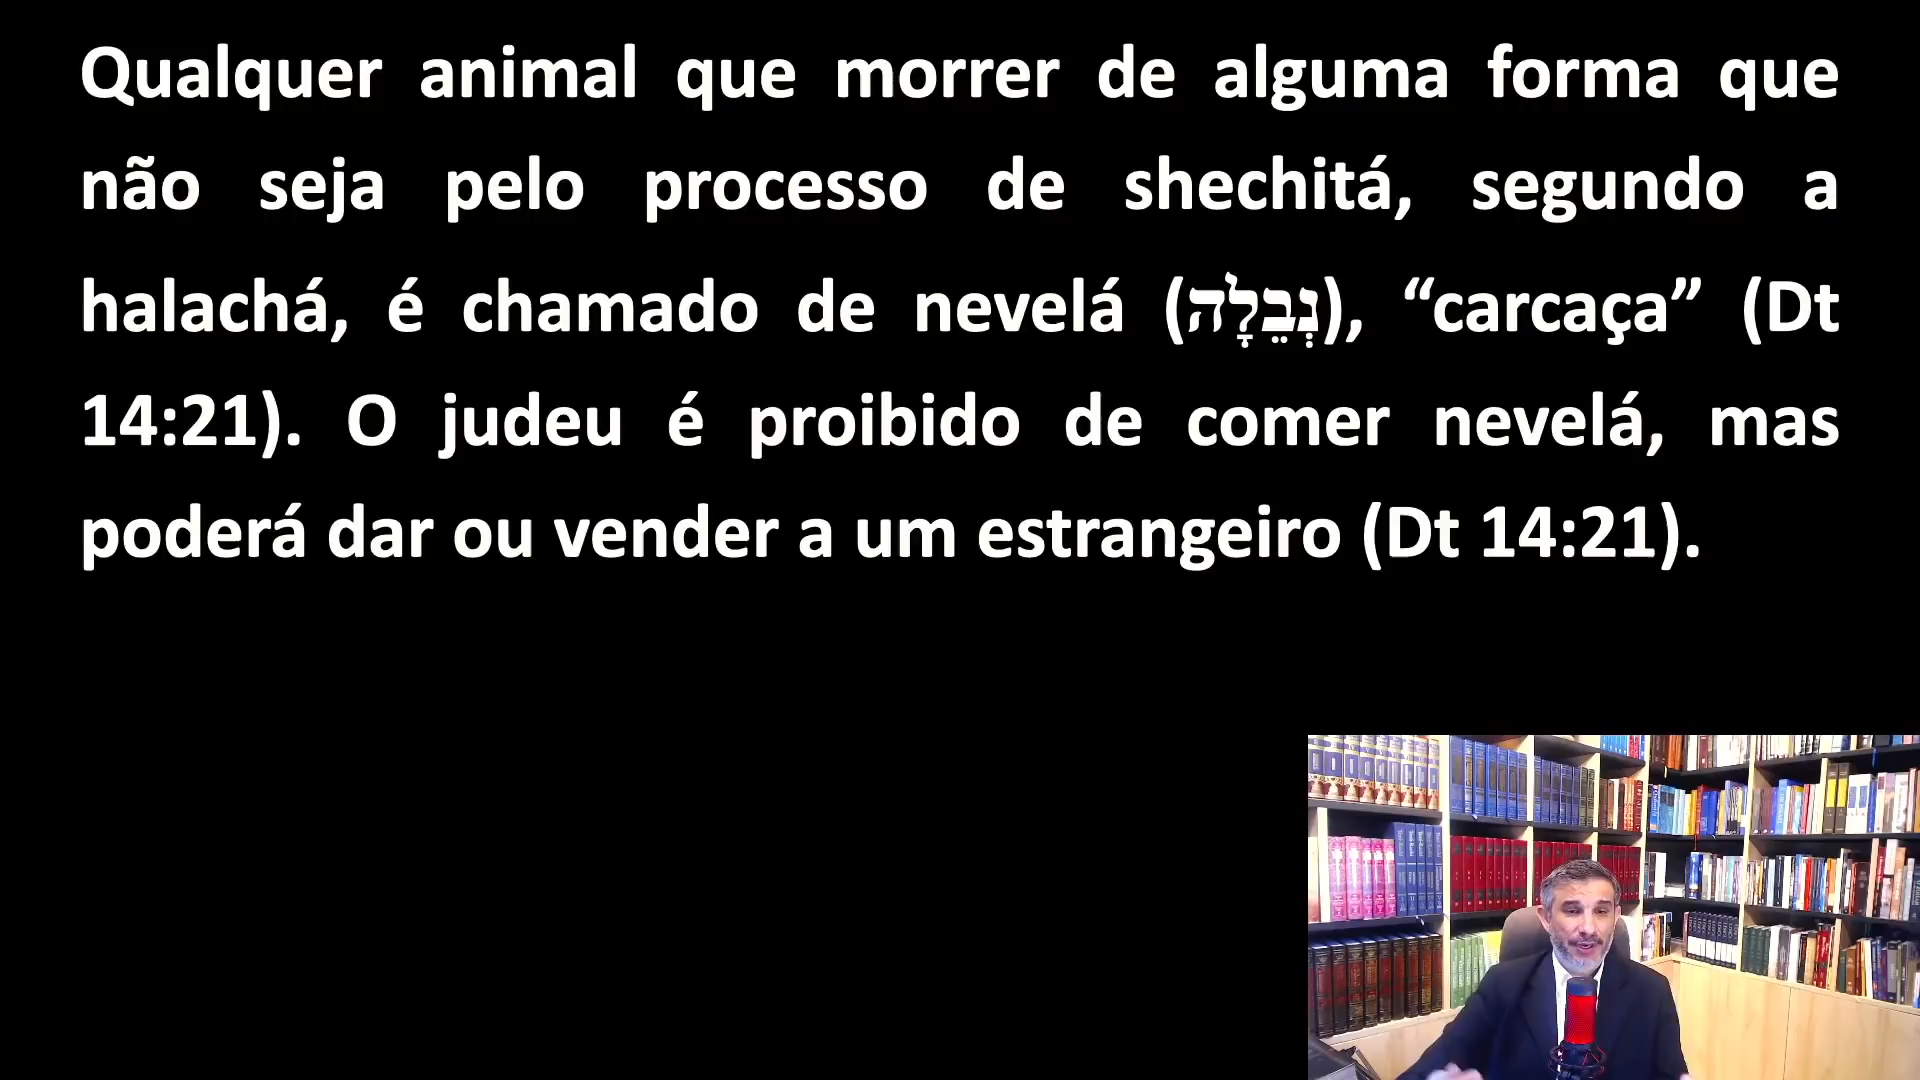 Qualquer animal que morrer de alguma forma que
não seja pelo processo de shechitá, segundo a
halachá, é chamado de nevelá (נְבֵלָה), “carcaça” (Dt
14:21). O judeu é proibido de comer nevelá, mas
poderá dar ou vender a um estrangeiro (Dt 14:21).